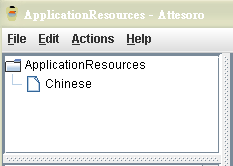 ApplicationResources - Attesoro
File Edit Actions Help
ApplicationResources
Chinese